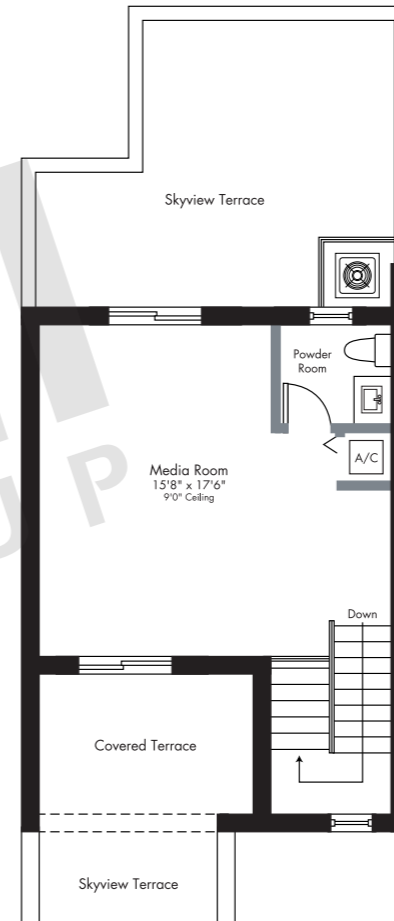 Skyview Terrace
Powder
Room
A/C
Media Room
15'8" x 17'6"
9'0" Ceiling
Down
Covered Terrace
Skyview Terrace